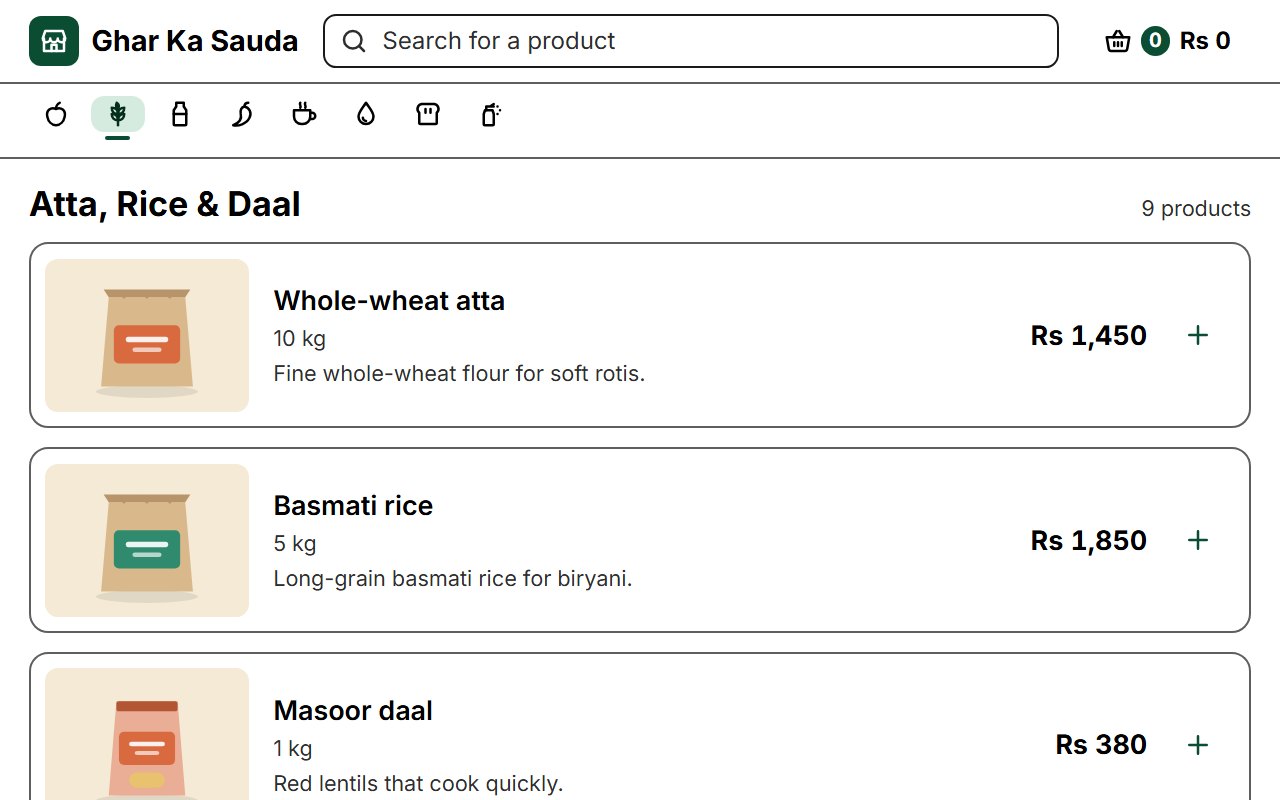 Ghar Ka Sauda
Search for a product
0 Rs 0
Atta, Rice & Daal
9 products
Whole-wheat atta
10 kg
Fine whole-wheat flour for soft rotis.
Rs 1,450
Basmati rice
5 kg
Long-grain basmati rice for biryani.
Rs 1,850
Masoor daal
1 kg
Red lentils that cook quickly.
Rs 380